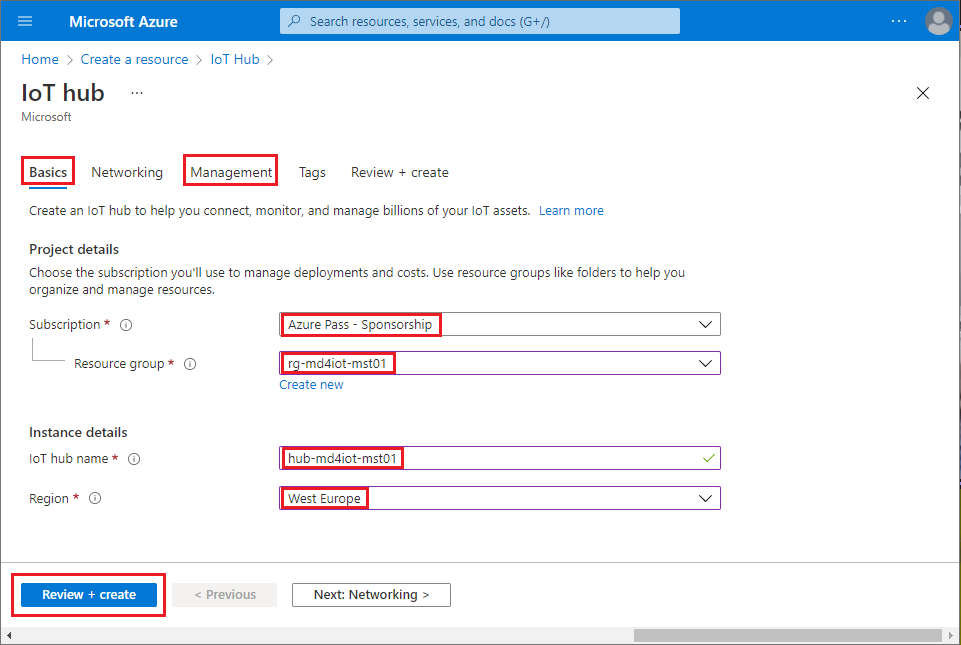 Microsoft Azure
Search resources, services, and docs (G+/)
...
Home > Create a resource > IoT Hub >
IoT hub ...
Microsoft
Basics Networking Management Tags Review + create
Create an IoT hub to help you connect, monitor, and manage billions of your IoT assets. Learn more
Project details
Choose the subscription you'll use to manage deployments and costs. Use resource groups like folders to help you
organize and manage resources.
Subscription * Azure Pass - Sponsorship
Resource group * rg-md4iot-mst01
Create new
Instance details
IoT hub name * hub-md4iot-mst01
Region * West Europe
Review + create < Previous Next: Networking >